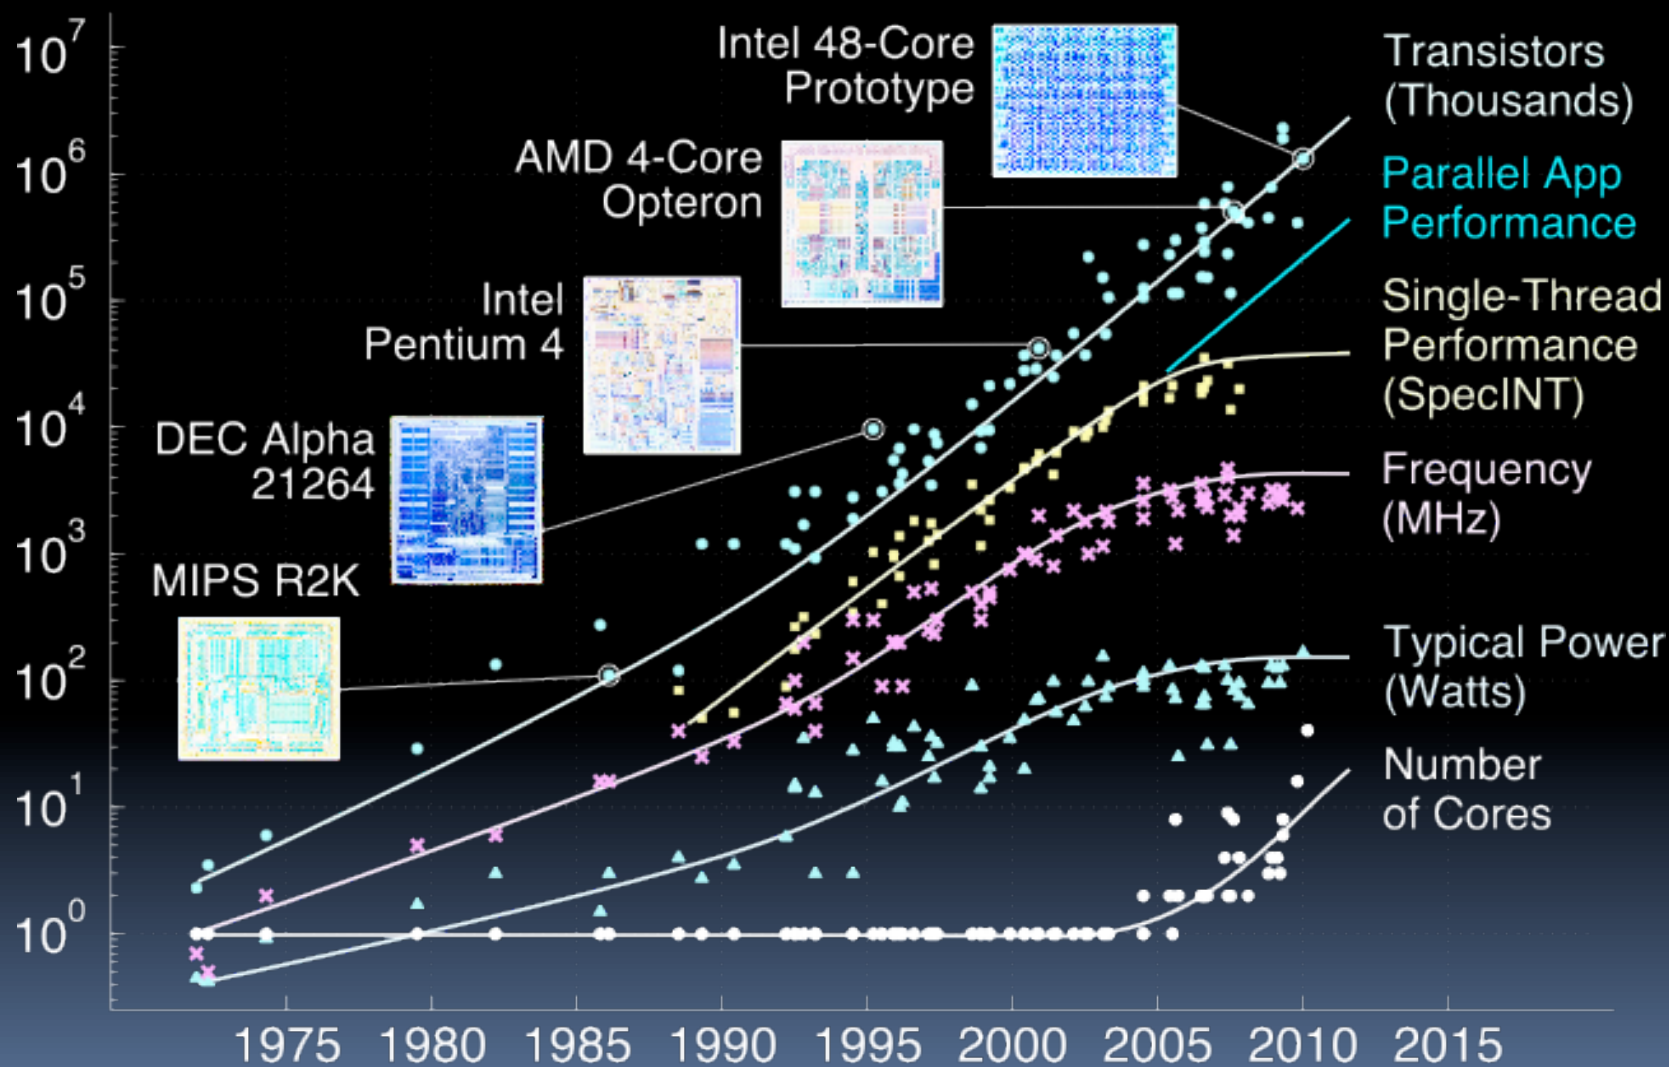 10^7
10^6
10^5
10^4
10^3
10^2
10^1
10^0
Intel 48-Core
Prototype
AMD 4-Core
Opteron
Intel
Pentium 4
DEC Alpha
21264
MIPS R2K
Transistors
(Thousands)
Parallel App
Performance
Single-Thread
Performance
(SpecINT)
Frequency
(MHz)
Typical Power
(Watts)
Number
of Cores
1975 1980 1985 1990 1995 2000 2005 2010 2015